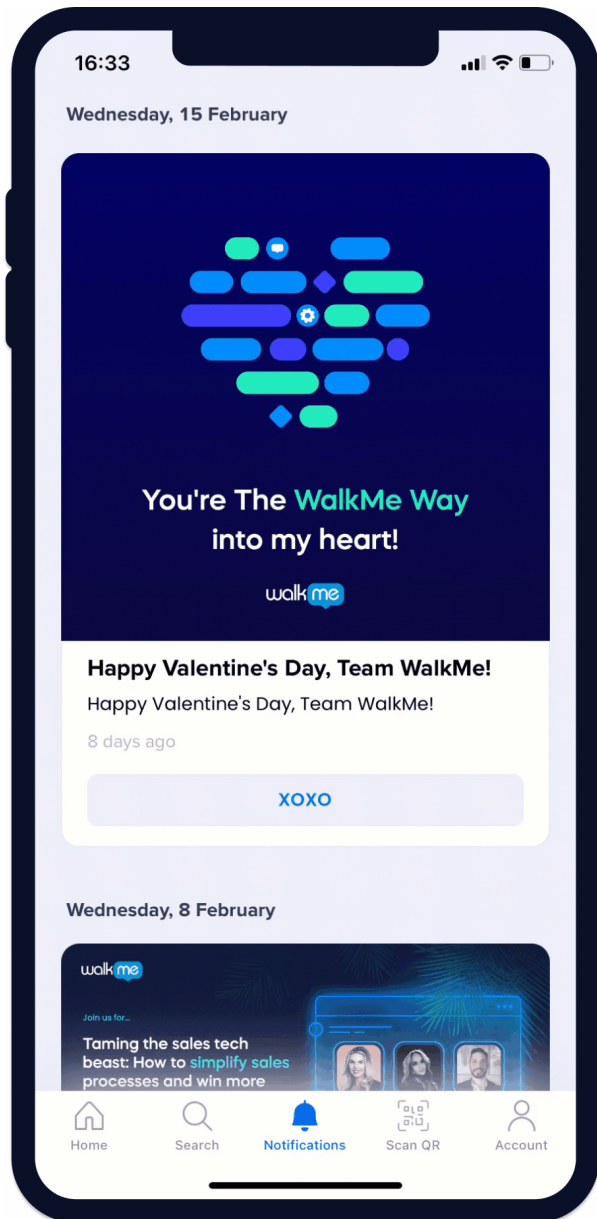 16:33
Wednesday, 15 February
You're The WalkMe Way
into my heart!
walkme
Happy Valentine's Day, Team WalkMe!
Happy Valentine's Day, Team WalkMe!
8 days ago
XOXO
Wednesday, 8 February
walkme
Join us for...
Taming the sales tech
beast: How to simplify sales
processes and win more
Home Search Notifications Scan QR Account